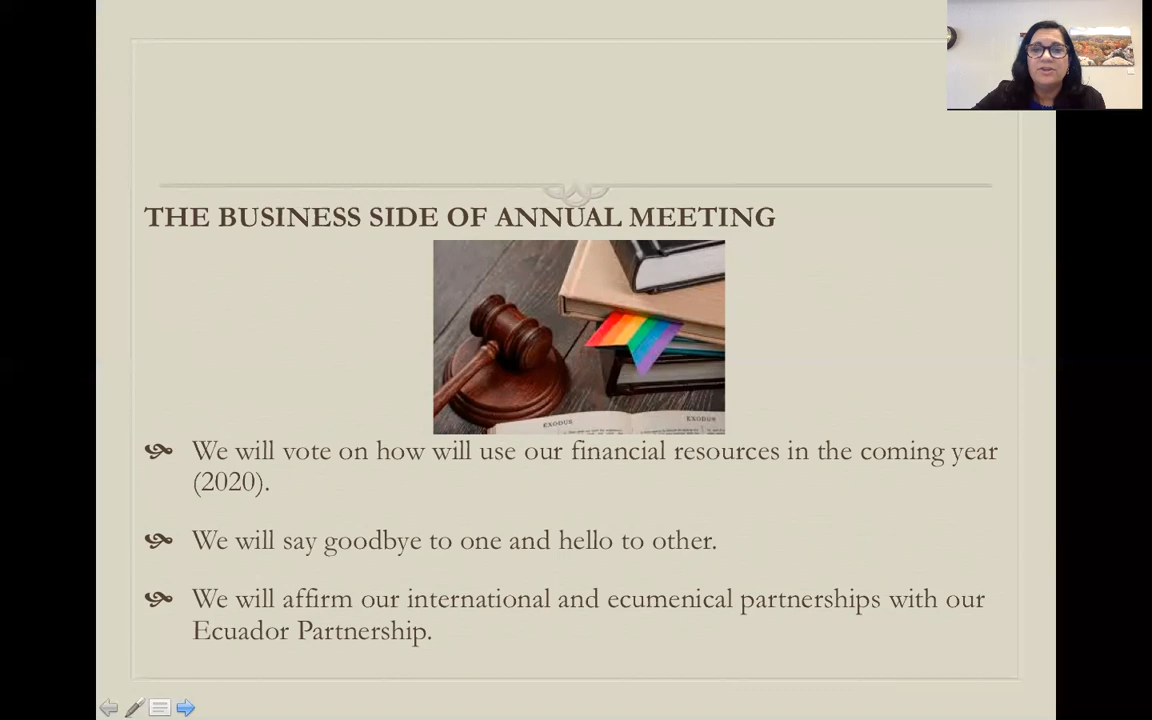 THE BUSINESS SIDE OF ANNUAL MEETING
EXODUS
EXODUS
We will vote on how will use our financial resources in the coming year
(2020).
We will say goodbye to one and hello to other.
We will affirm our international and ecumenical partnerships with our
Ecuador Partnership.